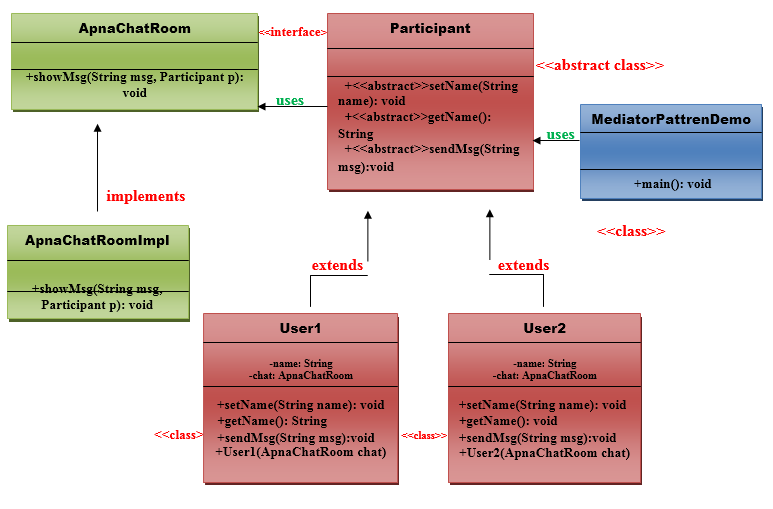 ApnaChatRoom
+showMsg(String msg, Participant p):
void
<<interface>
Participant
+<<abstract>>setName(String
name): void
+<<abstract>>getName():
String
+<<abstract>>sendMsg(String
msg):void
<<abstract class>>
uses
uses
MediatorPattrenDemo
+main(): void
<<class>>
implements
ApnaChatRoomImpl
+showMsg(String msg,
Participant p): void
extends
extends
User1
-name: String
-chat: ApnaChatRoom
+setName(String name): void
+getName(): String
+sendMsg(String msg):void
+User1(ApnaChatRoom chat)
<<class>
User2
-name: String
-chat: ApnaChatRoom
+setName(String name): void
+getName(): void
+sendMsg(String msg):void
+User2(ApnaChatRoom chat)
<<class>>